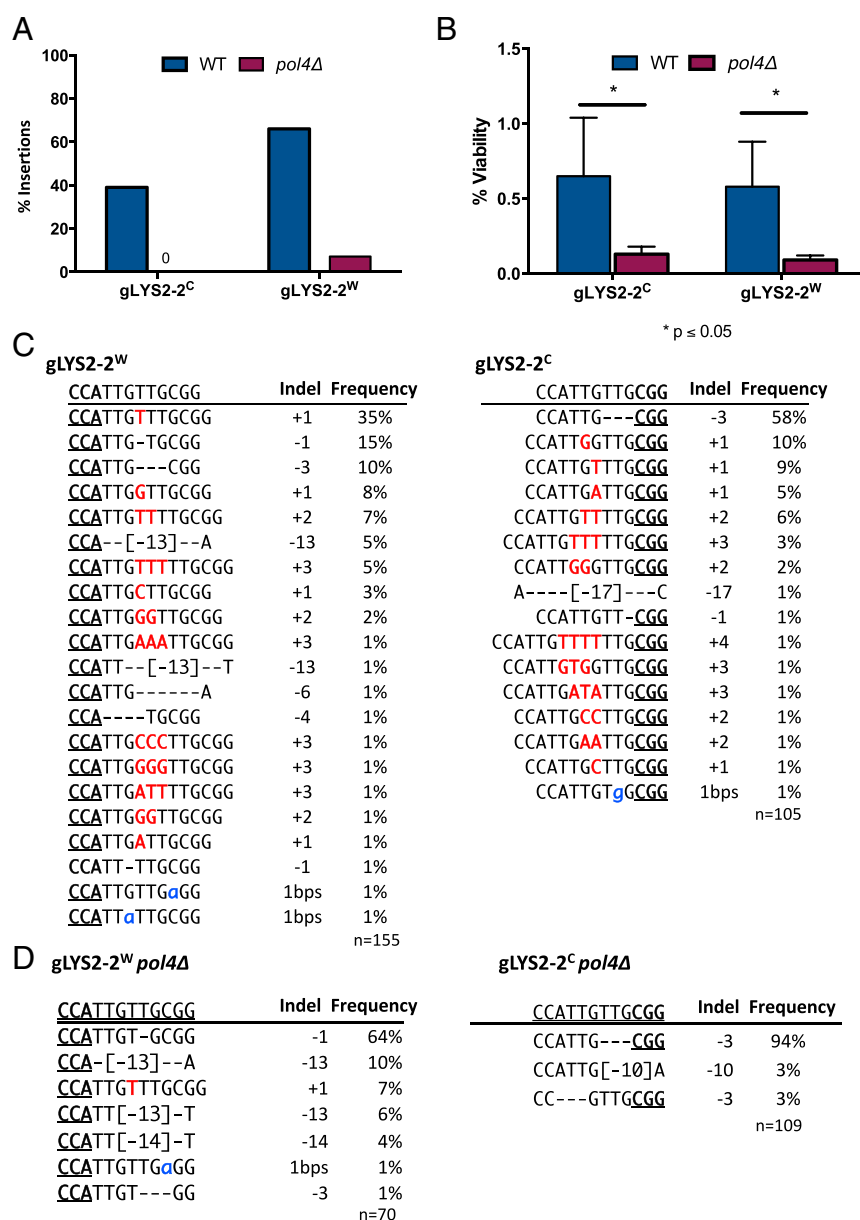 A
B
WT pol4Δ
WT pol4Δ
% Insertions
100
80
60
40
20
0
0
gLYS2-2C
gLYS2-2W
% Viability
1.5
1.0
0.5
0.0
*
*
gLYS2-2C
gLYS2-2W
* p ≤ 0.05
C
gLYS2-2W
CCATTGTTGCGG Indel Frequency
CCATTGTTTGCGG +1 35%
CCATTG-TGCGG -1 15%
CCATTG---CGG -3 10%
CCATTGGTTGCGG +1 8%
CCATTGTTTTGCGG +2 7%
CCA--[-13]--A -13 5%
CCATTGTTTTTGCGG +3 5%
CCATTGCTTGCGG +1 3%
CCATTGGGTTGCGG +2 2%
CCATTGAAATTGCGG +3 1%
CCATT--[-13]--T -13 1%
CCATTG------A -6 1%
CCA----TGCGG -4 1%
CCATTGCCCTTGCGG +3 1%
CCATTGGGGTTGCGG +3 1%
CCATTGATTTTGCGG +3 1%
CCATTGGGTTGCGG +2 1%
CCATTGATTGCGG +1 1%
CCATT-TTGCGG -1 1%
CCATTGTTGaGG 1bps 1%
CCATTaTTGCGG 1bps 1%
n=155
gLYS2-2C
CCATTGTTGCGG Indel Frequency
CCATTG---CGG -3 58%
CCATTGGTTGCGG +1 10%
CCATTGTTTGCGG +1 9%
CCATTGATTGCGG +1 5%
CCATTGTTTTGCGG +2 6%
CCATTGTTTTTGCGG +3 3%
CCATTGGGTTGCGG +2 2%
A----[-17]---C -17 1%
CCATTGTT-CGG -1 1%
CCATTGTTTTTTGCGG +4 1%
CCATTGTGGTTGCGG +3 1%
CCATTGATATTGCGG +3 1%
CCATTGCCTTGCGG +2 1%
CCATTGAATTGCGG +2 1%
CCATTGCTTGCGG +1 1%
CCATTGTgGCGG 1bps 1%
n=105
D
gLYS2-2W pol4Δ
CCATTGTTGCGG Indel Frequency
CCATTGT-GCGG -1 64%
CCA-[-13]--A -13 10%
CCATTGTTTGCGG +1 7%
CCATT[-13]-T -13 6%
CCATT[-14]-T -14 4%
CCATTGTTGaGG 1bps 1%
CCATTGT---GG -3 1%
n=70
gLYS2-2C pol4Δ
CCATTGTTGCGG Indel Frequency
CCATTG---CGG -3 94%
CCATTG[-10]A -10 3%
CC---GTTGCGG -3 3%
n=109